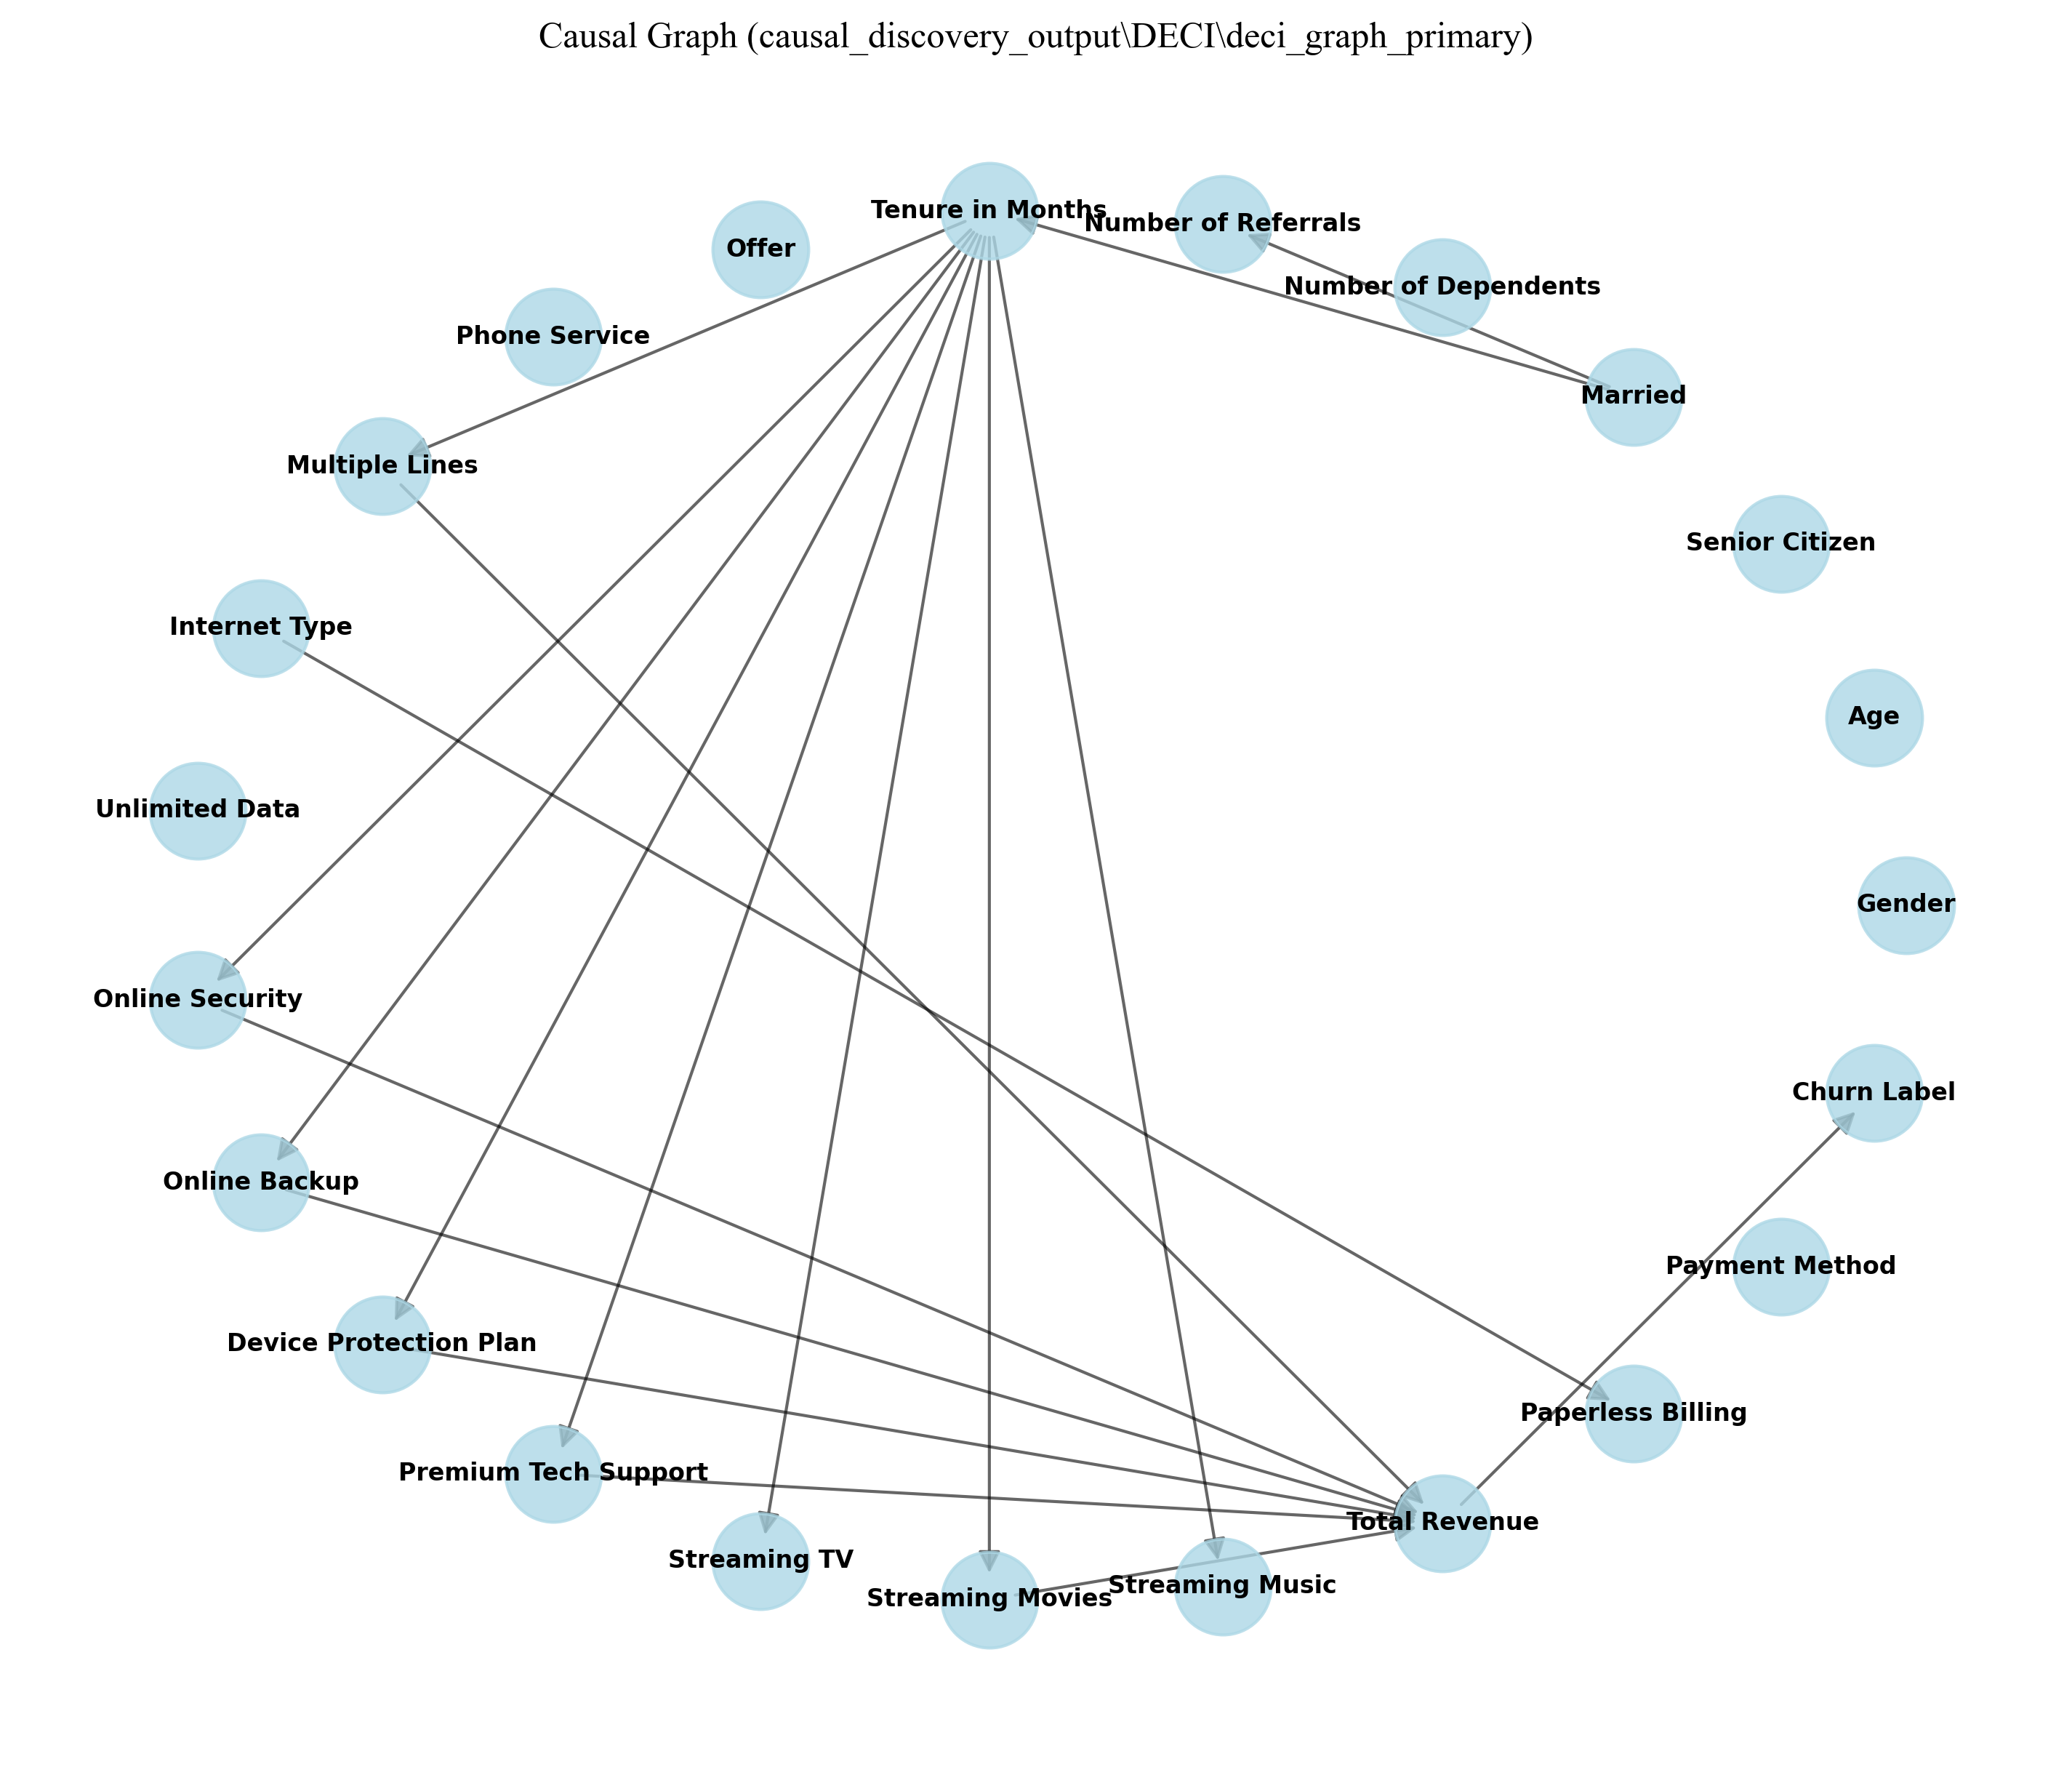 Causal Graph (causal_discovery_output\DECI\deci_graph_primary)
Tenure in Months
Number of Referrals
Offer
Number of Dependents
Phone Service
Married
Multiple Lines
Senior Citizen
Internet Type
Age
Unlimited Data
Gender
Online Security
Churn Label
Online Backup
Payment Method
Device Protection Plan
Paperless Billing
Premium Tech Support
Total Revenue
Streaming TV
Streaming Music
Streaming Movies